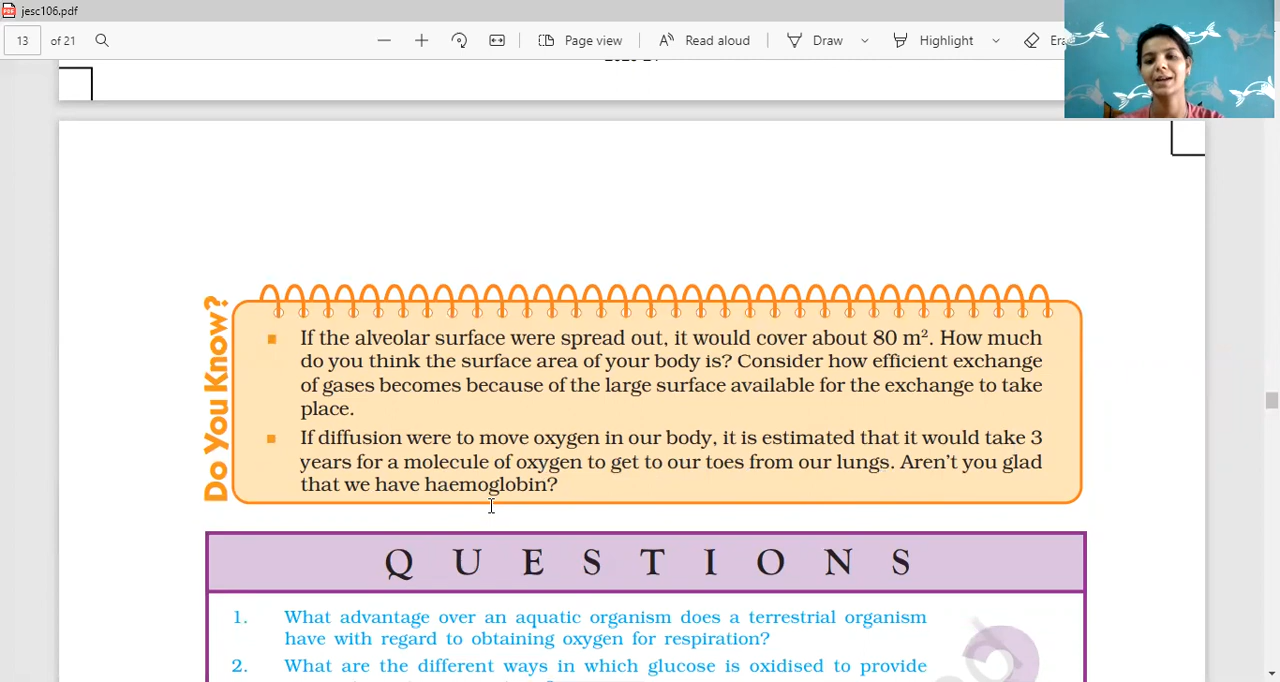 jesc106.pdf
13 of 21 Page view Read aloud Draw Highlight
Do You Know?
If the alveolar surface were spread out, it would cover about 80 m². How much
do you think the surface area of your body is? Consider how efficient exchange
of gases becomes because of the large surface available for the exchange to take
place.
If diffusion were to move oxygen in our body, it is estimated that it would take 3
years for a molecule of oxygen to get to our toes from our lungs. Aren't you glad
that we have haemoglobin?
QUESTIONS
1. What advantage over an aquatic organism does a terrestrial organism
have with regard to obtaining oxygen for respiration?
2. What are the different ways in which glucose is oxidised to provide